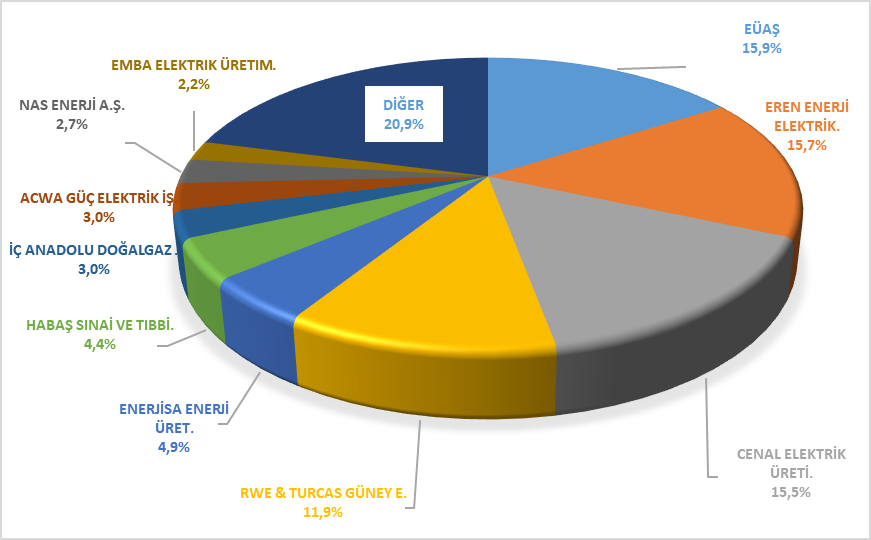 EÜAŞ
15,9%
EREN ENERJİ
ELEKTRİK.
15,7%
CENAL ELEKTRİK
ÜRETİ.
15,5%
RWE & TURCAS GÜNEY E.
11,9%
ENERJİSA ENERJİ
ÜRET.
4,9%
HABAŞ SINAİ VE TIBBİ.
4,4%
İÇ ANADOLU DOĞALGAZ .
3,0%
ACWA GÜÇ ELEKTRİK İŞ
3,0%
NAS ENERJİ A.Ş.
2,7%
EMBA ELEKTRIK ÜRETIM.
2,2%
DİĞER
20,9%